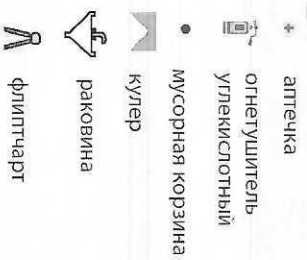 аптечка
огнетушитель
углекислотный
мусорная корзина
кулер
раковина
флипчарт